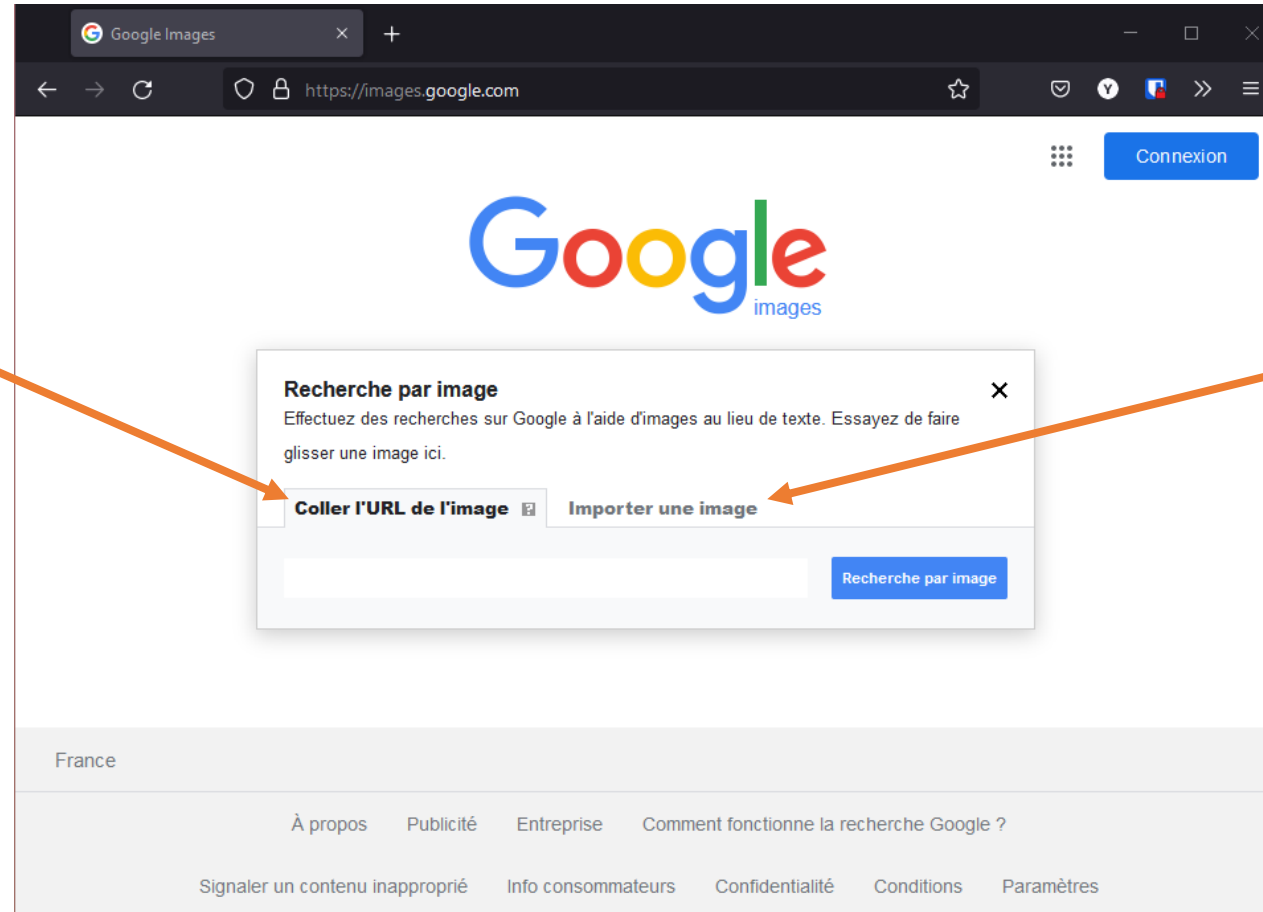 Google Images
https://images.google.com
Connexion
Google
images
Recherche par image
Effectuez des recherches sur Google à l'aide d'images au lieu de texte. Essayez de faire
glisser une image ici.
Coller l'URL de l'image ? Importer une image
Recherche par image
France
À propos Publicité Entreprise Comment fonctionne la recherche Google ?
Signaler un contenu inapproprié Info consommateurs Confidentialité Conditions Paramètres